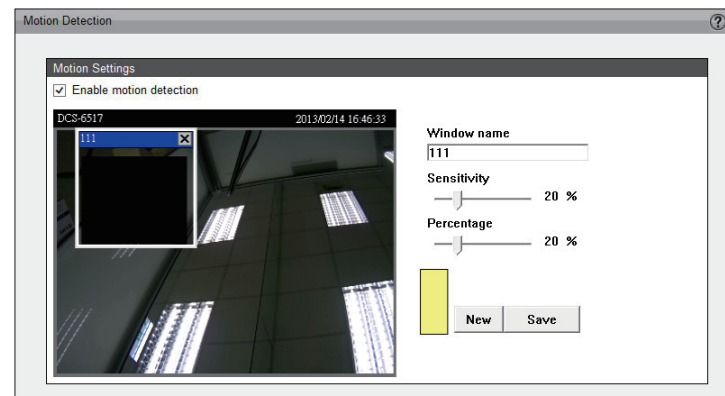 Motion Detection
Motion Settings
Enable motion detection
DCS-6517 2013/02/14 16:46:33
111
Window name
111
Sensitivity
20 %
Percentage
20 %
New Save